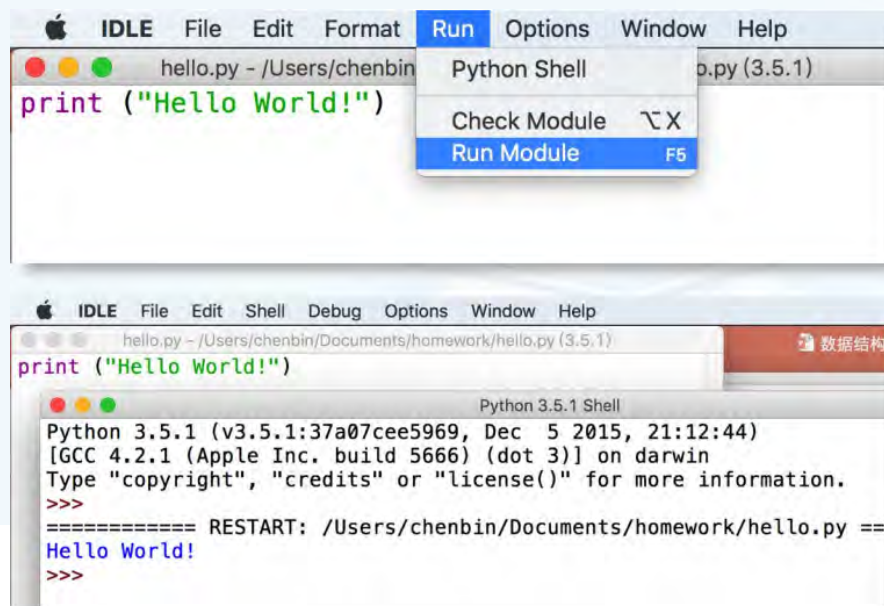 IDLE File Edit Format Run Options Window Help
hello.py - /Users/chenbin
o.py (3.5.1)
print ("Hello World!")
Python Shell
Check Module ⌥X
Run Module F5
IDLE File Edit Shell Debug Options Window Help
hello.py - /Users/chenbin/Documents/homework/hello.py (3.5.1)
数据结构
print ("Hello World!")
Python 3.5.1 Shell
Python 3.5.1 (v3.5.1:37a07cee5969, Dec  5 2015, 21:12:44)
[GCC 4.2.1 (Apple Inc. build 5666) (dot 3)] on darwin
Type "copyright", "credits" or "license()" for more information.
>>>
============ RESTART: /Users/chenbin/Documents/homework/hello.py ==
Hello World!
>>>